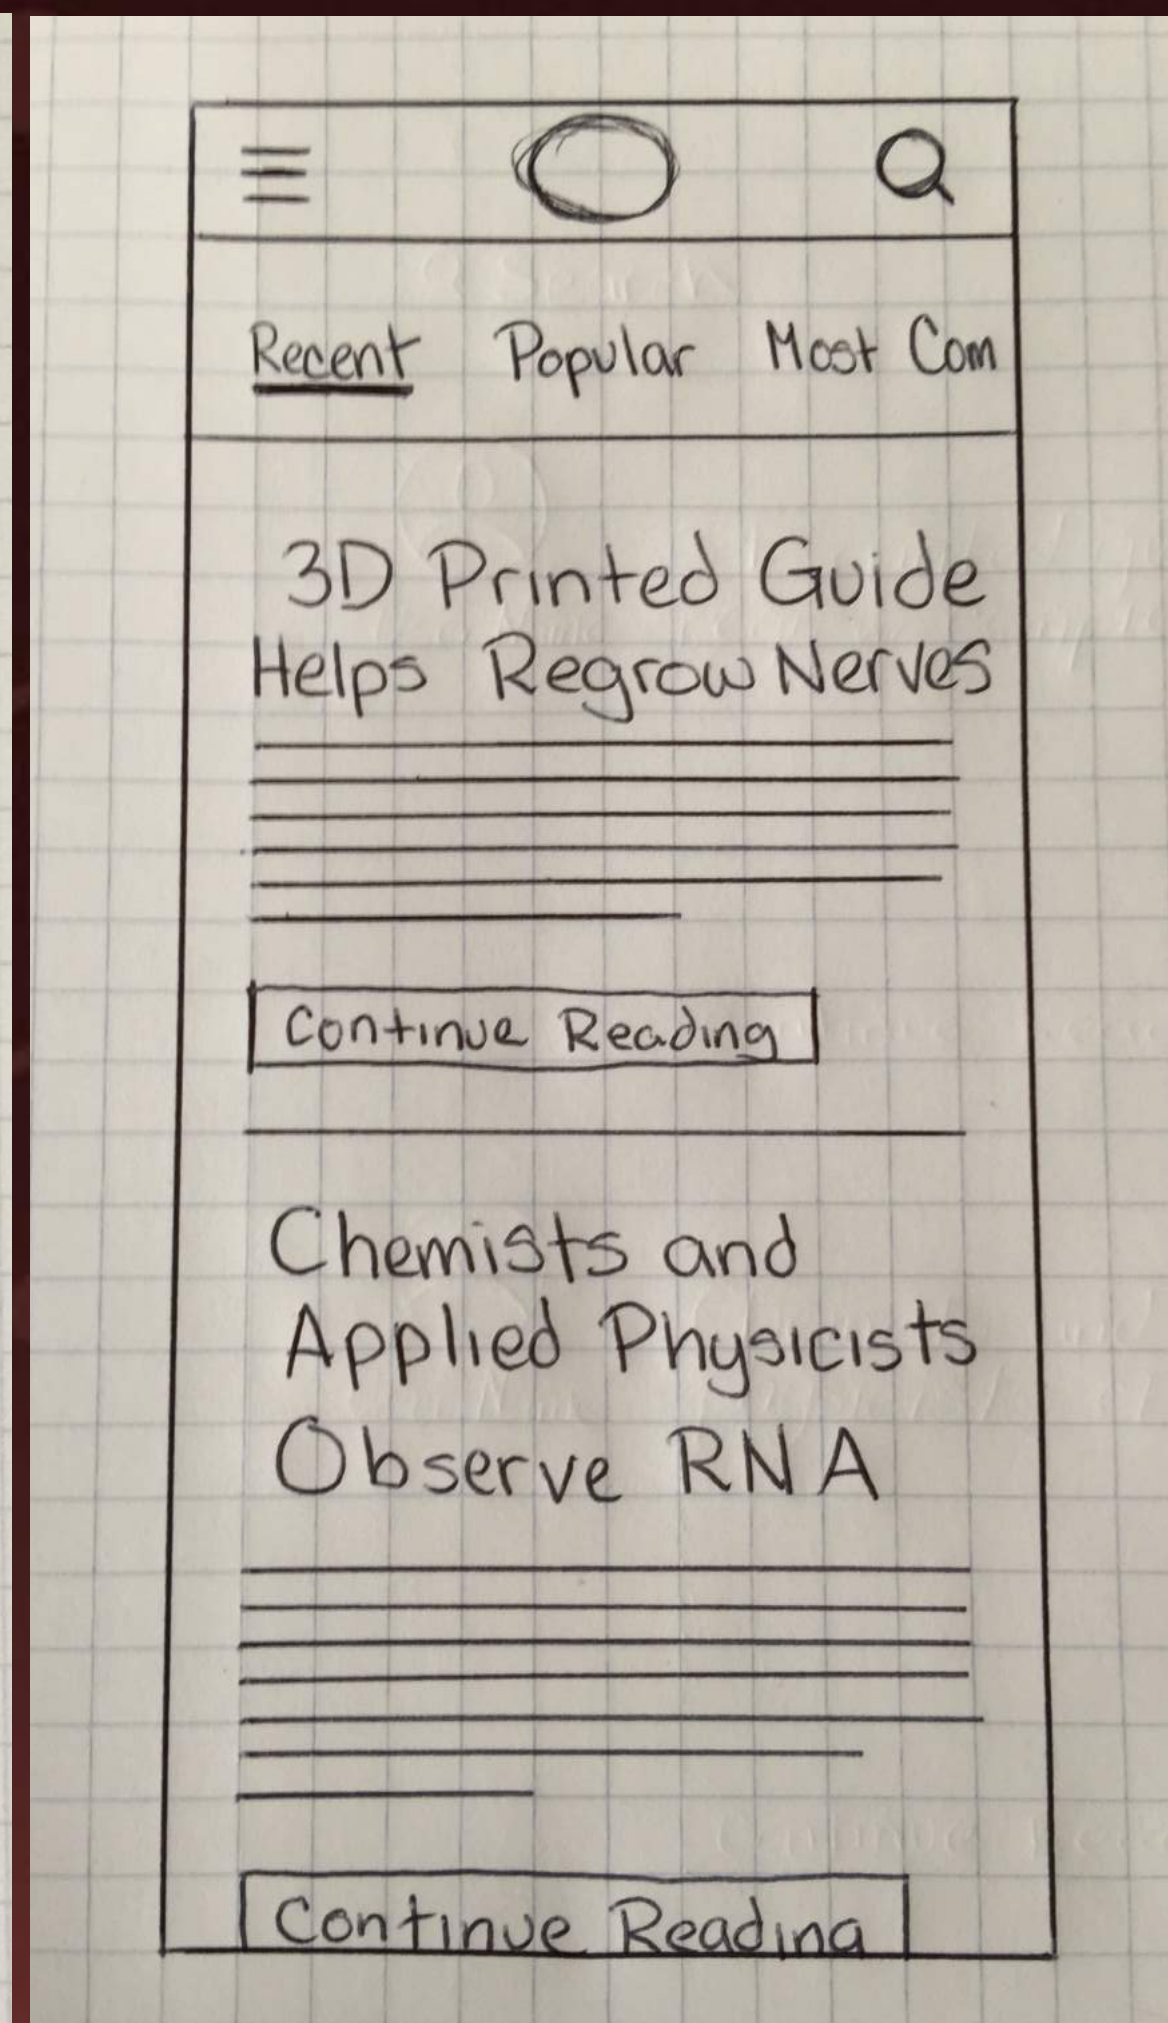 Recent Popular Most Com
3D Printed Guide
Helps Regrow Nerves
Continue Reading
Chemists and
Applied Physicists
Observe RNA
Continue Reading